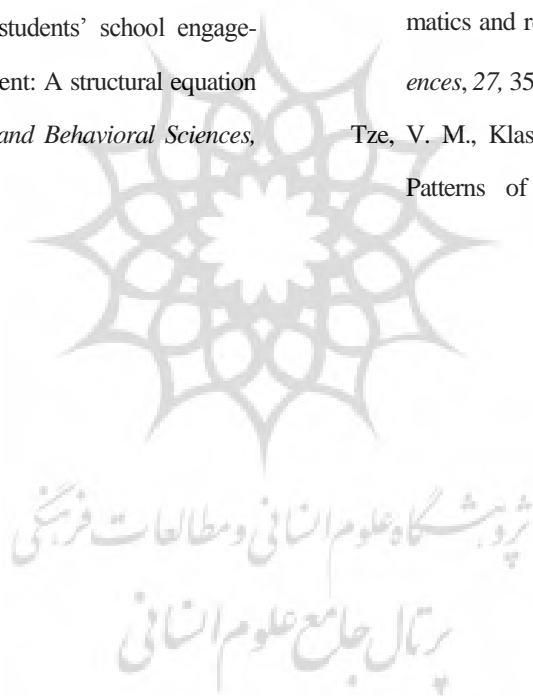 students' school engage-
ent: A structural equation
and Behavioral Sciences,
matics and re
ences, 27, 35
Tze, V. M., Klas
Patterns of
پژوهشگاه علوم انسانی و مطالعات فرهنگی
پرتال جامع علوم انسانی